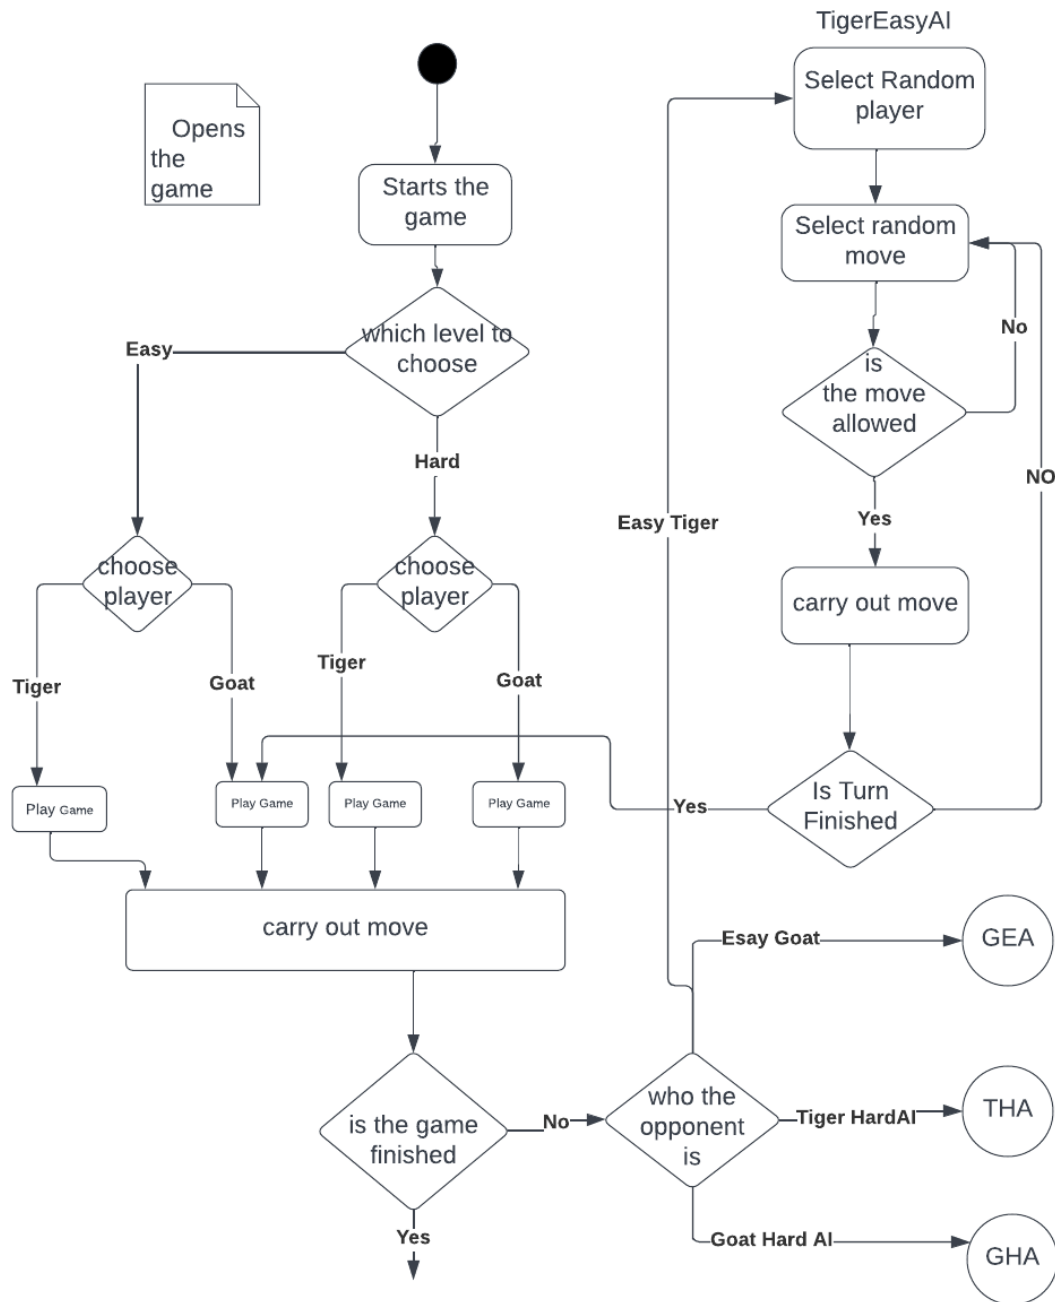 TigerEasyAI
Select Random
player
Opens
the
game
Starts the
game
Select random
move
which level to
choose
Easy
No
is
the move
allowed
Hard
NO
Yes
Easy Tiger
choose
player
choose
player
carry out move
Tiger
Goat
Tiger
Goat
Play Game
Play Game
Play Game
Play Game
Yes
Is Turn
Finished
carry out move
Esay Goat
GEA
is the game
finished
No
who the
opponent
is
Tiger HardAI
THA
Yes
Goat Hard AI
GHA